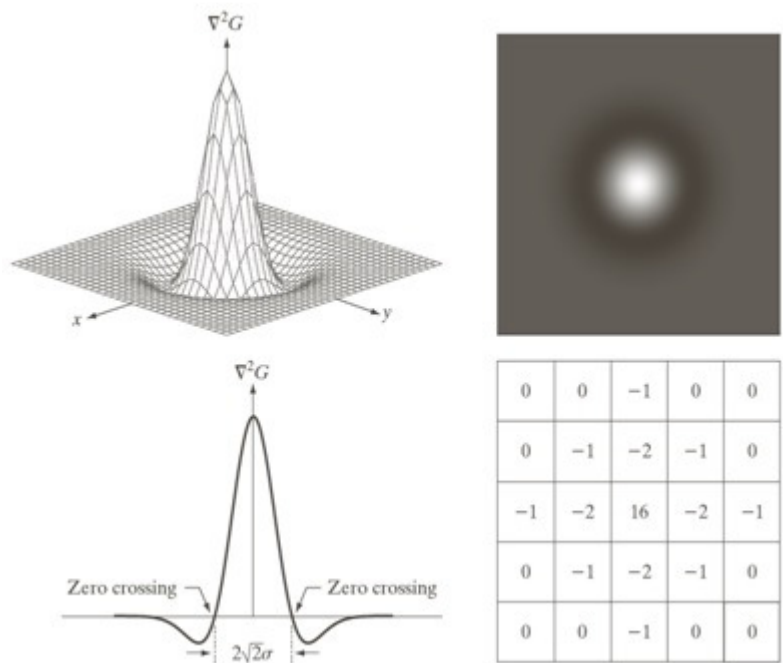 ∇²G
x
y
∇²G
Zero crossing
Zero crossing
2√2σ
0 0 −1 0 0
0 −1 −2 −1 0
−1 −2 16 −2 −1
0 −1 −2 −1 0
0 0 −1 0 0